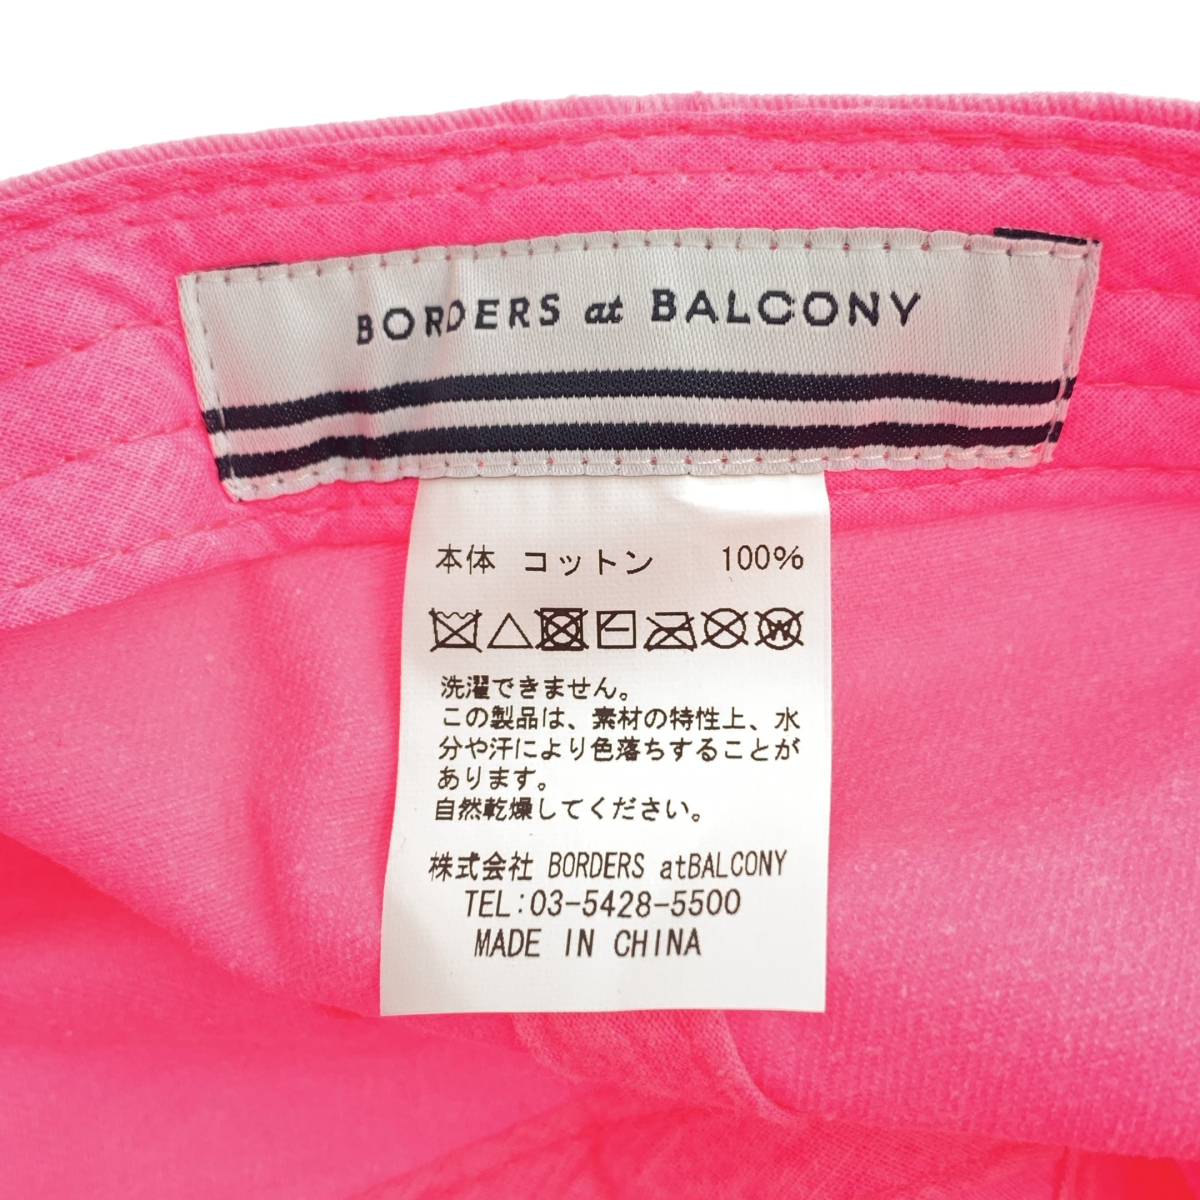 BORDERS at BALCONY
本体 コットン 100%
W
洗濯できません。
この製品は、素材の特性上、水
分や汗により色落ちすることが
あります。
自然乾燥してください。
株式会社 BORDERS atBALCONY
TEL:03-5428-5500
MADE IN CHINA